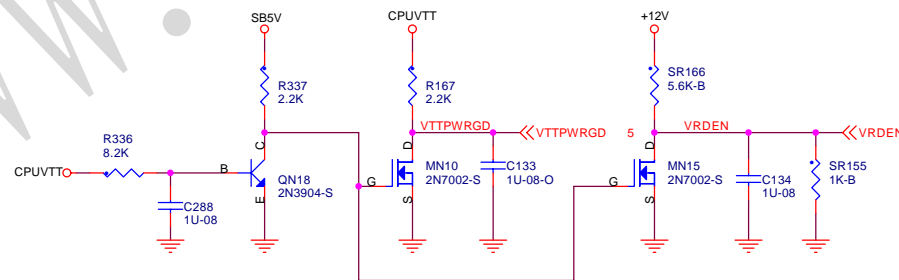 SB5V
CPUVTT
+12V
R337
2.2K
R167
2.2K
SR166
5.6K-B
R336
8.2K
VTTPWRGD
VTTPWRGD 5
VRDEN
VRDEN
CPUVTT
B
C
E
QN18
2N3904-S
C288
1U-08
G
D
S
MN10
2N7002-S
C133
1U-08-O
G
D
S
MN15
2N7002-S
C134
1U-08
SR155
1K-B